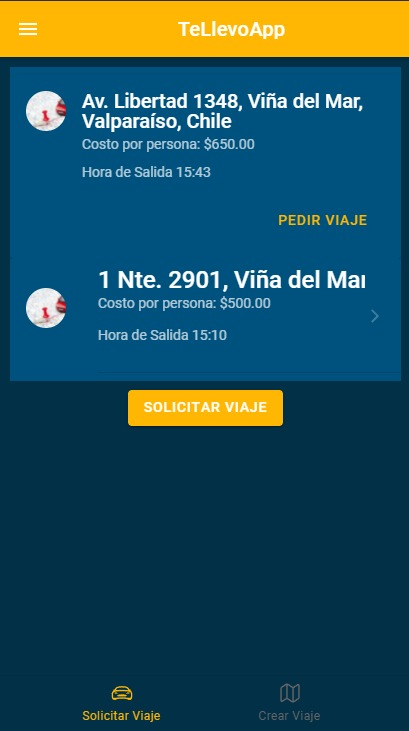 TeLlevoApp
Av. Libertad 1348, Viña del Mar,
Valparaíso, Chile
Costo por persona: $650.00
Hora de Salida 15:43
PEDIR VIAJE
1 Nte. 2901, Viña del Mar
Costo por persona: $500.00
Hora de Salida 15:10
SOLICITAR VIAJE
Solicitar Viaje
Crear Viaje